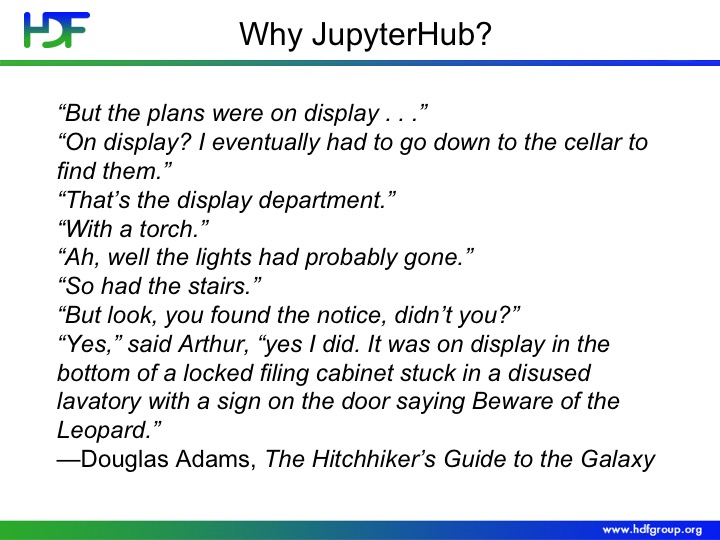 HDF
Why JupyterHub?
“But the plans were on display . . .”
“On display? I eventually had to go down to the cellar to
find them.”
“That’s the display department.”
“With a torch.”
“Ah, well the lights had probably gone.”
“So had the stairs.”
“But look, you found the notice, didn’t you?”
“Yes,” said Arthur, “yes I did. It was on display in the
bottom of a locked filing cabinet stuck in a disused
lavatory with a sign on the door saying Beware of the
Leopard.”
—Douglas Adams, The Hitchhiker’s Guide to the Galaxy
www.hdfgroup.org